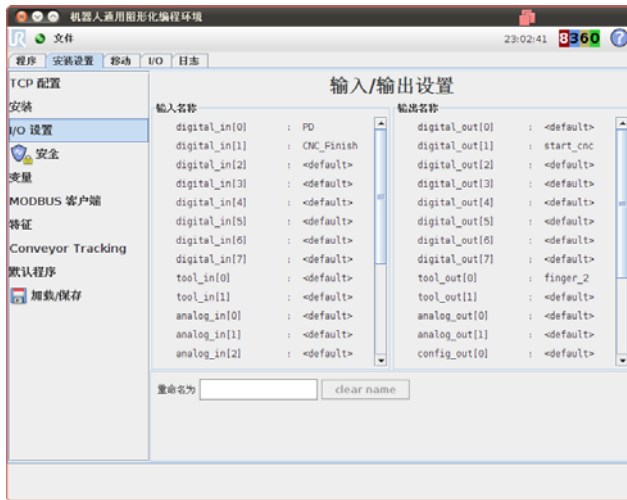 机器人通用图形化编程环境
文件
23:02:41 8360 ?
程序 安装设置 移动 I/O 日志
TCP 配置
安装
I/O 设置
安全
变量
MODBUS 客户端
特征
Conveyor Tracking
默认程序
加载/保存
输入/输出设置
输入名称
digital_in[0] : PD
digital_in[1] : CNC_Finish
digital_in[2] : <default>
digital_in[3] : <default>
digital_in[4] : <default>
digital_in[5] : <default>
digital_in[6] : <default>
digital_in[7] : <default>
tool_in[0] : <default>
tool_in[1] : <default>
analog_in[0] : <default>
analog_in[1] : <default>
analog_in[2] : <default>
输出名称
digital_out[0] : <default>
digital_out[1] : start_cnc
digital_out[2] : <default>
digital_out[3] : <default>
digital_out[4] : <default>
digital_out[5] : <default>
digital_out[6] : <default>
digital_out[7] : <default>
tool_out[0] : finger_2
tool_out[1] : <default>
analog_out[0] : <default>
analog_out[1] : <default>
config_out[0] : <default>
重命名为
clear name